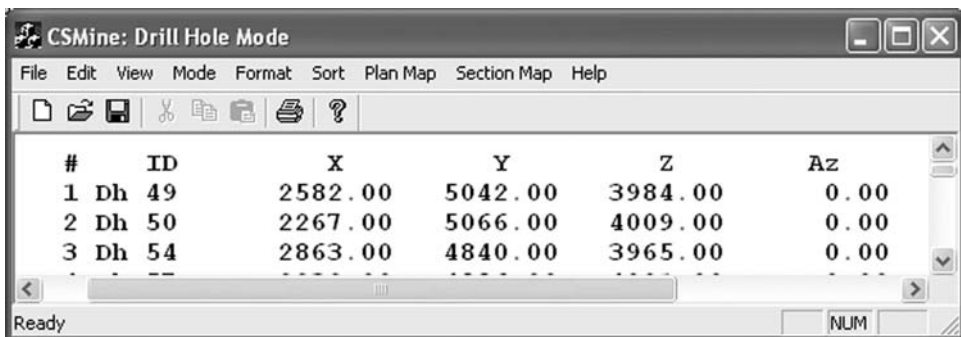 CSMine: Drill Hole Mode
File Edit View Mode Format Sort Plan Map Section Map Help
# ID X Y Z Az
1 Dh 49 2582.00 5042.00 3984.00 0.00
2 Dh 50 2267.00 5066.00 4009.00 0.00
3 Dh 54 2863.00 4840.00 3965.00 0.00
Ready NUM